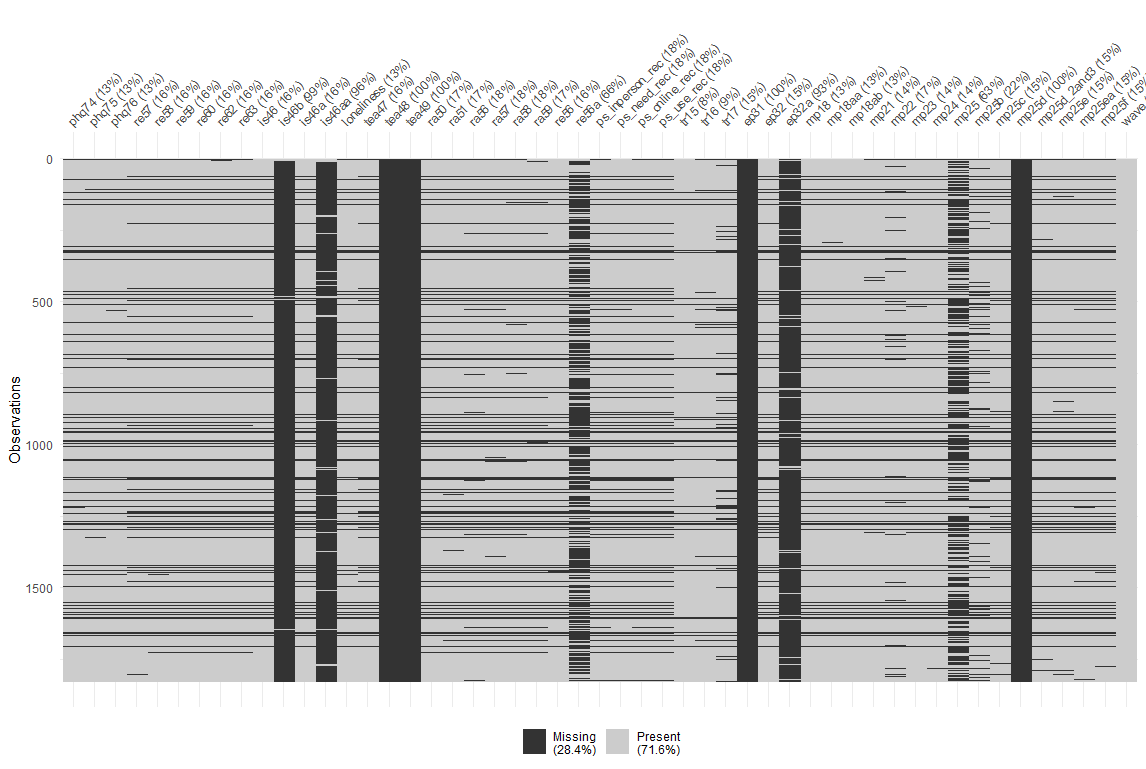 phq74 (13%)
phq75 (13%)
phq76 (13%)
re57 (16%)
re58 (16%)
re59 (16%)
re60 (16%)
re62 (16%)
re63 (16%)
ls46 (16%)
ls46b (99%)
ls46a (16%)
ls46aa (96%)
loneliness (13%)
tea47 (16%)
tea48 (100%)
tea49 (100%)
ra50 (17%)
ra51 (17%)
ra56 (18%)
ra57 (18%)
ra58 (18%)
ra59 (17%)
re56 (16%)
re56a (66%)
ps_inperson_rec (18%)
ps_need_rec (18%)
ps_online_rec (18%)
ps_use_rec (18%)
tr15 (8%)
tr16 (9%)
tr17 (15%)
ep31 (100%)
ep32 (15%)
ep32a (93%)
mp18 (13%)
mp18aa (13%)
mp18ab (13%)
mp21 (14%)
mp22 (17%)
mp23 (14%)
mp24 (14%)
mp25 (63%)
mp25b (22%)
mp25c (15%)
mp25d (100%)
mp25d_2and3 (15%)
mp25e (15%)
mp25ea (15%)
mp25f (15%
wave
0
500
1000
1500
Observations
Missing
(28.4%)
Present
(71.6%)